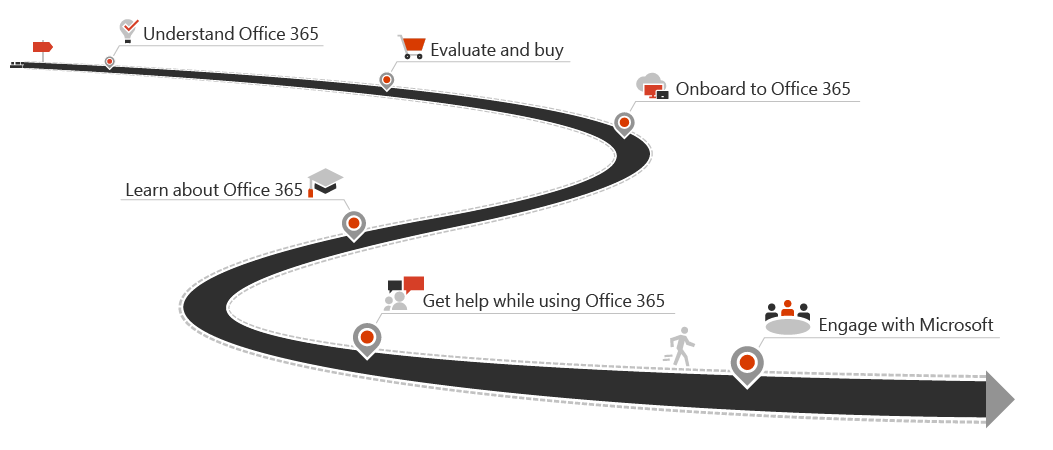 Understand Office 365
Evaluate and buy
Onboard to Office 365
Learn about Office 365
Get help while using Office 365
Engage with Microsoft